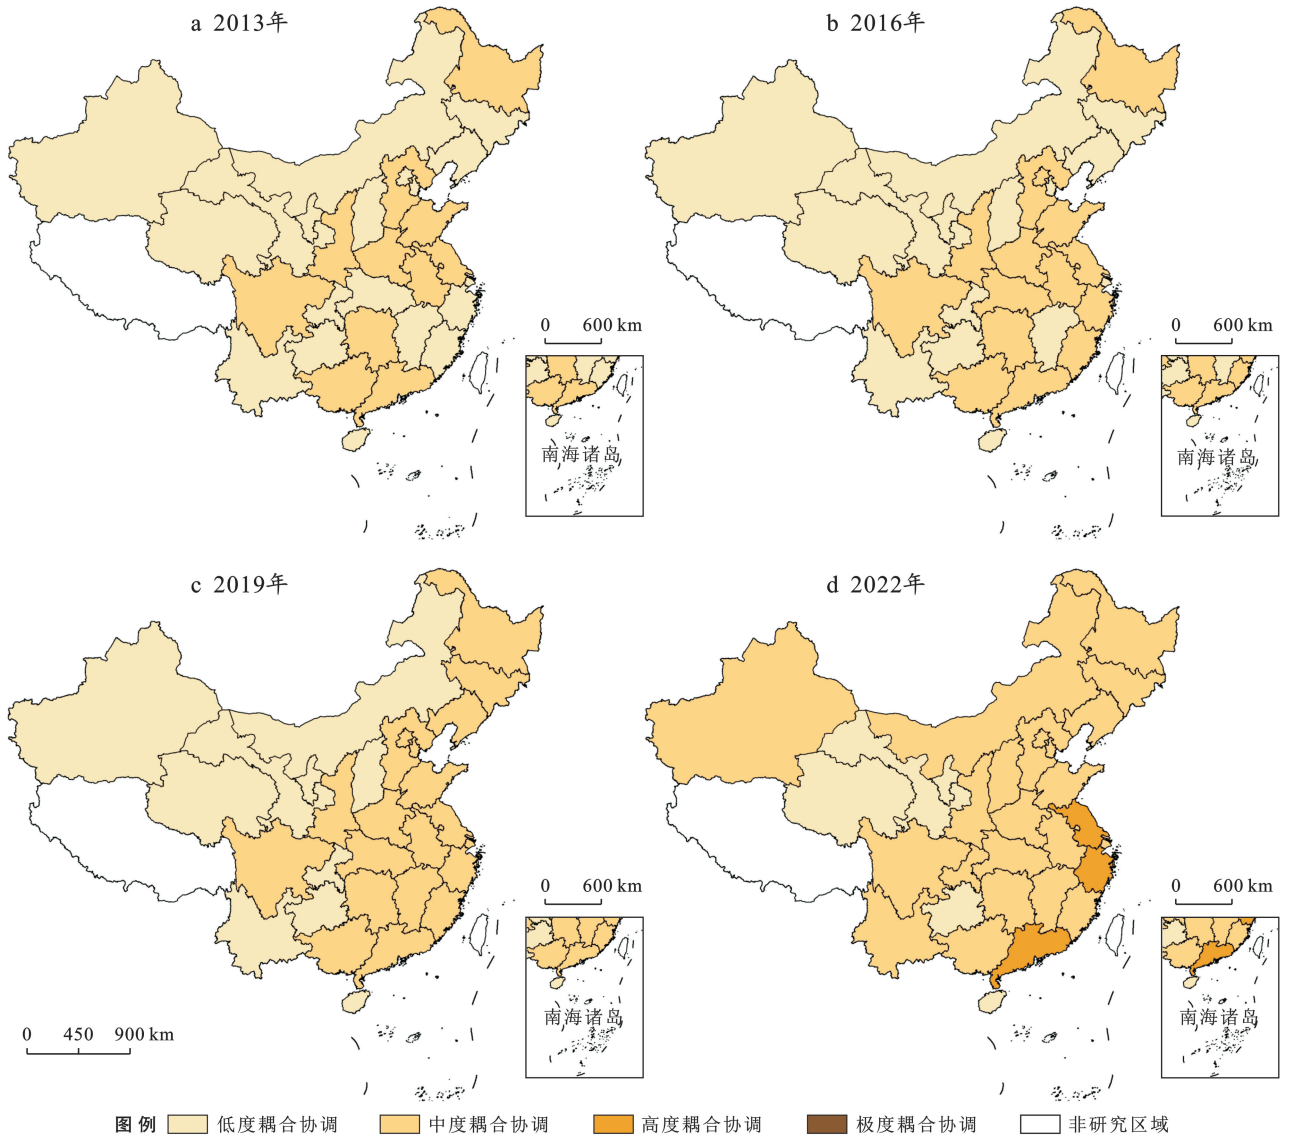 a 2013年
b 2016年
0 600 km
南海诸岛
0 600 km
南海诸岛
c 2019年
d 2022年
0 600 km
南海诸岛
0 600 km
南海诸岛
0 450 900 km
图例 低度耦合协调 中度耦合协调 高度耦合协调 极度耦合协调 非研究区域